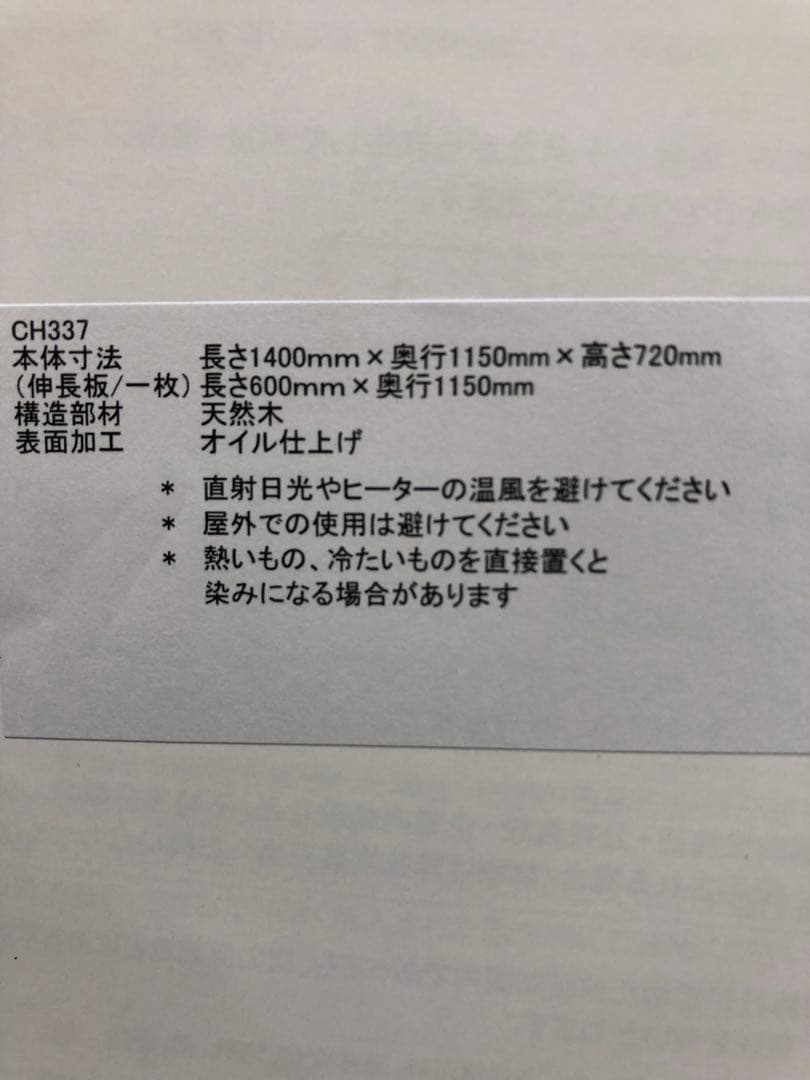 CH337
本体寸法 長さ1400mm×奥行1150mm×高さ720mm
(伸長板/一枚) 長さ600mm×奥行1150mm
構造部材 天然木
表面加工 オイル仕上げ
* 直射日光やヒーターの温風を避けてください
* 屋外での使用は避けてください
* 熱いもの、冷たいものを直接置くと
染みになる場合があります